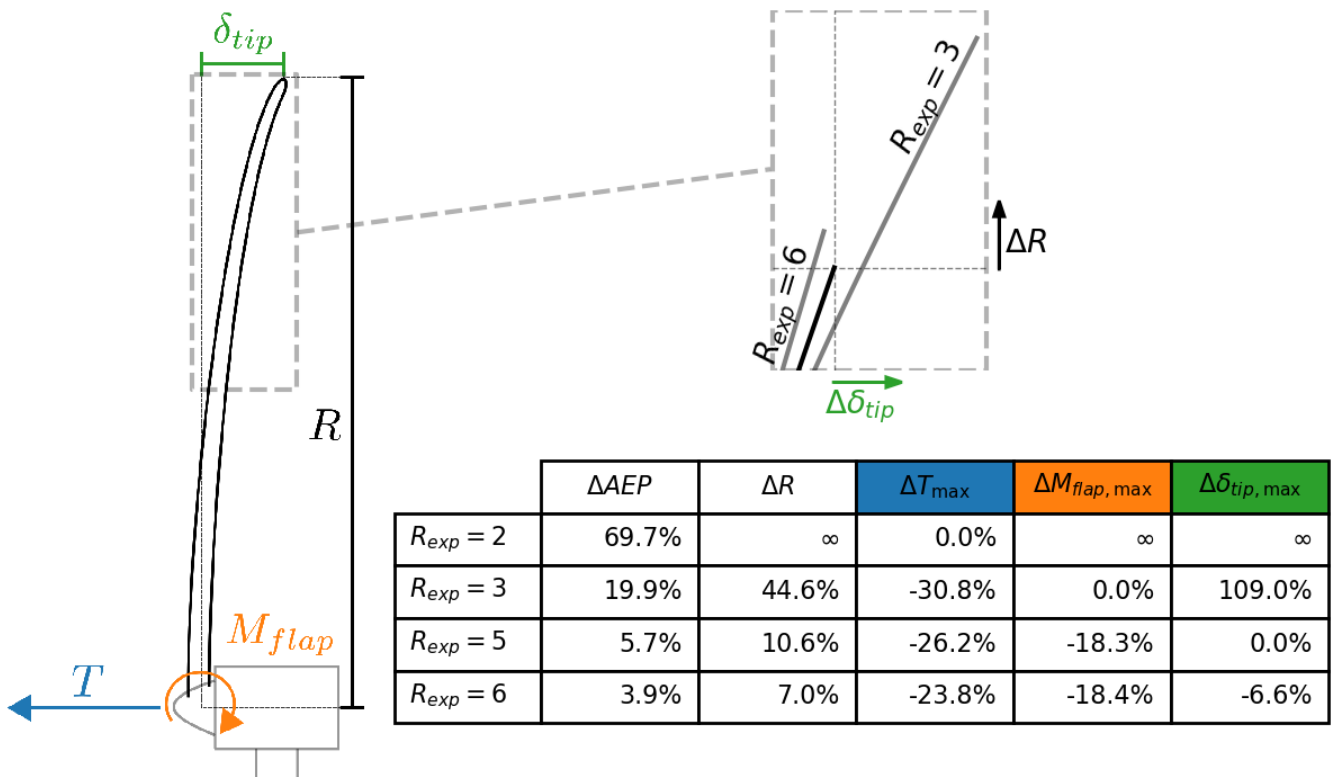 δ_tip
R_exp = 3
R_exp = 6
ΔR
Δδ_tip
R
M_flap
T
ΔAEP ΔR ΔT_max ΔM_flap,max Δδ_tip,max
R_exp = 2 69.7% ∞ 0.0% ∞ ∞
R_exp = 3 19.9% 44.6% -30.8% 0.0% 109.0%
R_exp = 5 5.7% 10.6% -26.2% -18.3% 0.0%
R_exp = 6 3.9% 7.0% -23.8% -18.4% -6.6%